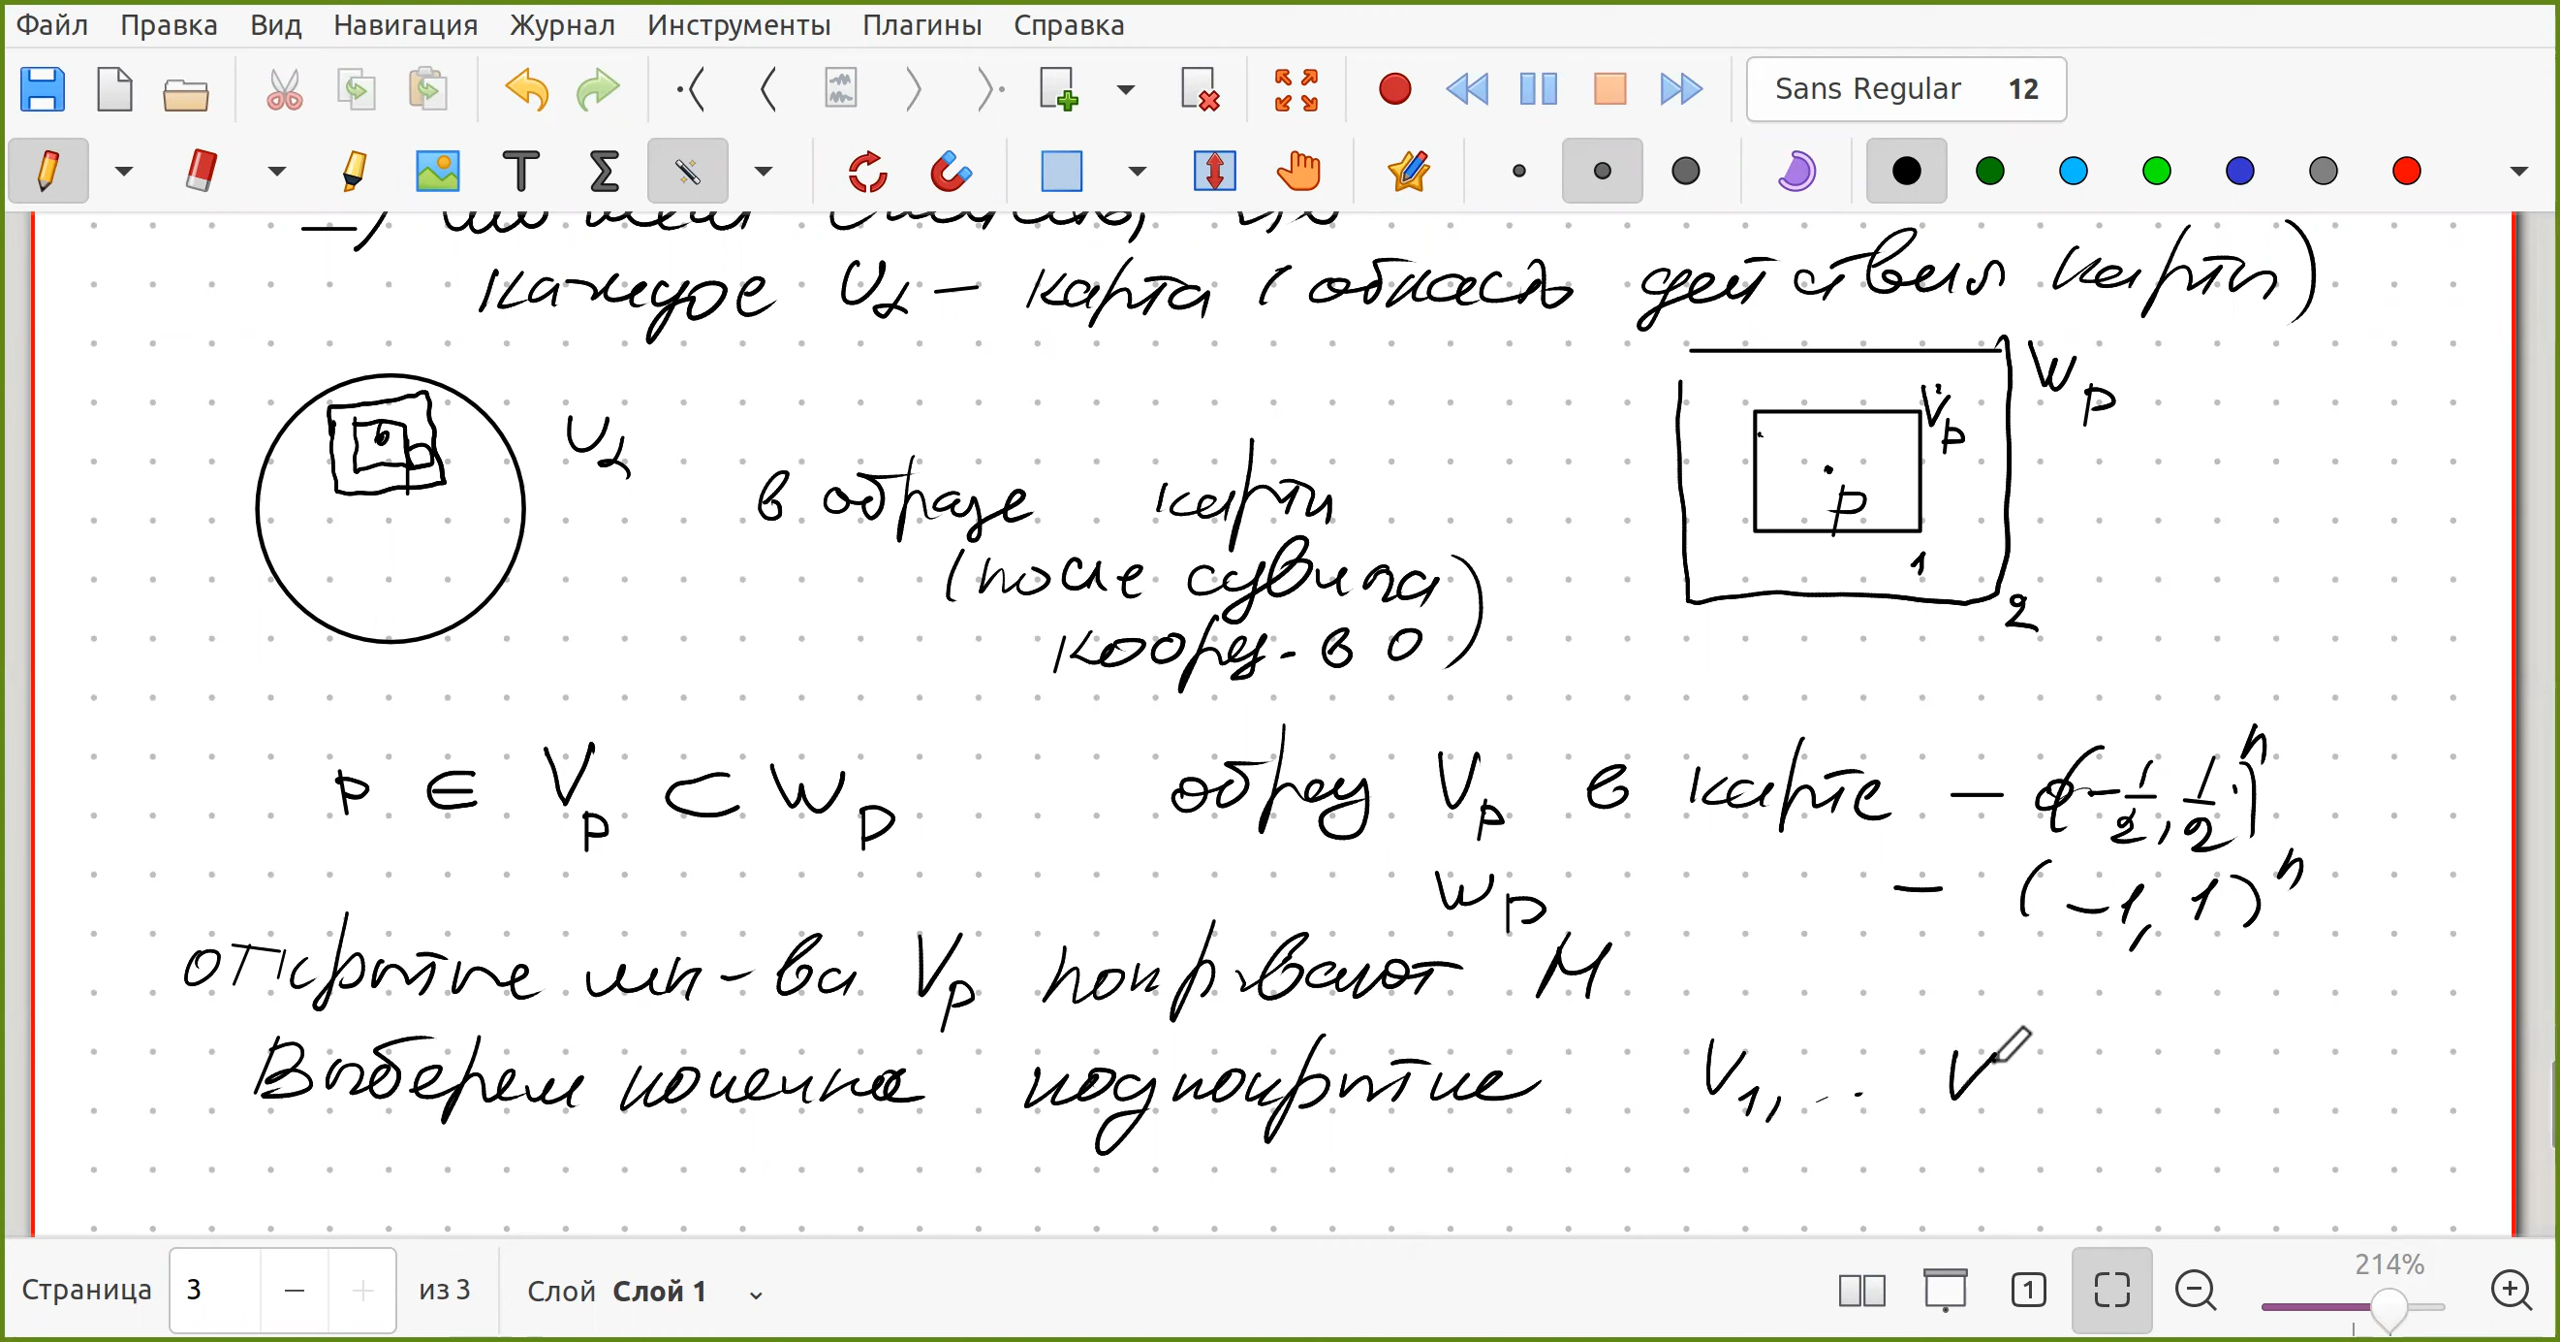 Файл Правка Вид Навигация Журнал Инструменты Плагины Справка
Sans Regular 12
каждое U_α — карта (область действия карты)
W_p
V_p
U_α
p
в образе карты
(после сдвига
коорд. в 0)
1
2
p ∈ V_p ⊂ W_p образ V_p в карте — (-1/2, 1/2)^n
W_p — (-1, 1)^n
открытые мн-ва V_p покрывают M
Выберем конечное подпокрытие V_1, ... V
Страница 3 из 3 Слой Слой 1 214%